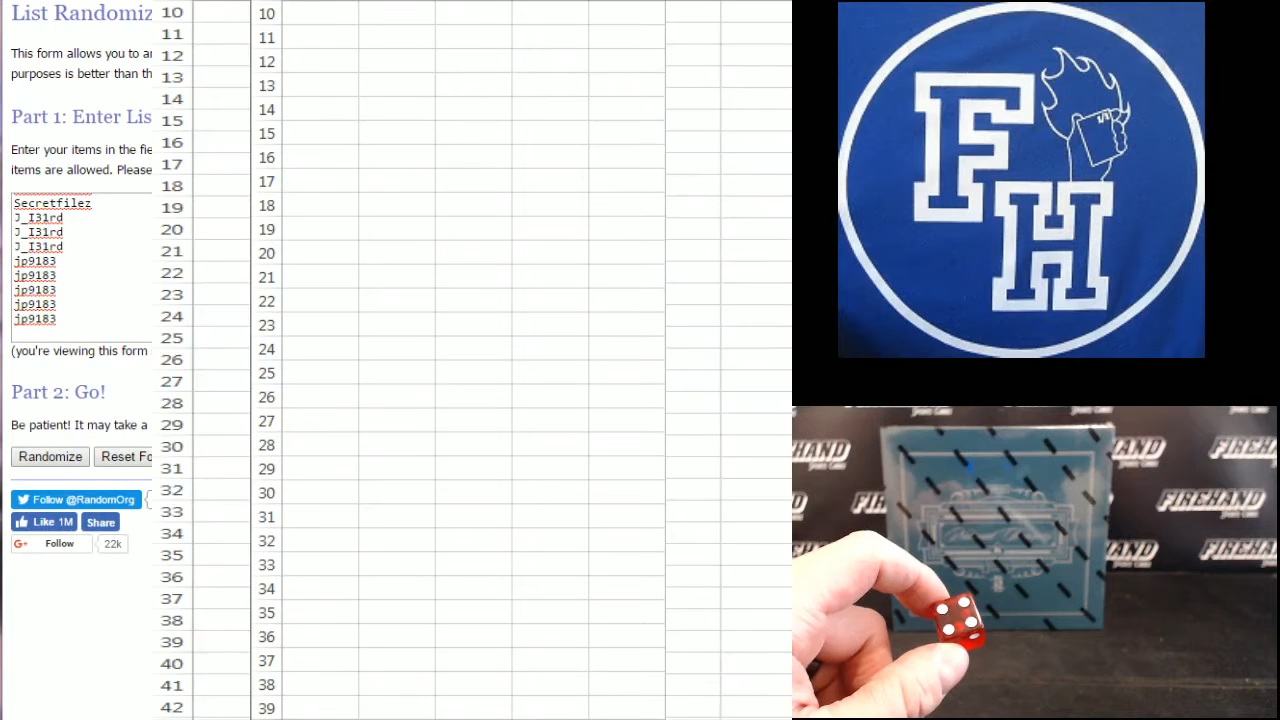 List Randomiz
This form allows you to ar
purposes is better than th
Part 1: Enter Lis
Enter your items in the fie
items are allowed. Please
Secretfilez
J_I31rd
J_I31rd
J_I31rd
jp9183
jp9183
jp9183
jp9183
jp9183
(you're viewing this form
Part 2: Go!
Be patient! It may take a
Randomize Reset Fo
Follow @RandomOrg
Like 1M Share
Follow 22k
10
11
12
13
14
15
16
17
18
19
20
21
22
23
24
25
26
27
28
29
30
31
32
33
34
35
36
37
38
39
40
41
42
10
11
12
13
14
15
16
17
18
19
20
21
22
23
24
25
26
27
28
29
30
31
32
33
34
35
36
37
38
39
F
1/1
H
HAND
FIREHAND
FIREHAND
FIREHAND
HAND
FIREHAND